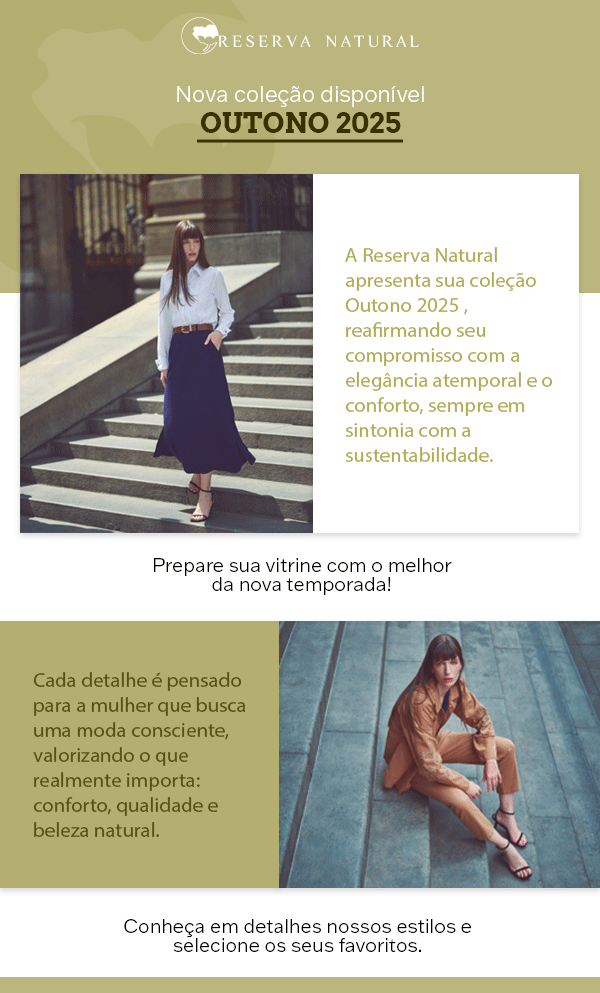 RESERVA NATURAL
Nova coleção disponível
OUTONO 2025
A Reserva Natural
apresenta sua coleção
Outono 2025 ,
reafirmando seu
compromisso com a
elegância atemporal e o
conforto, sempre em
sintonia com a
sustentabilidade.
Prepare sua vitrine com o melhor
da nova temporada!
Cada detalhe é pensado
para a mulher que busca
uma moda consciente,
valorizando o que
realmente importa:
conforto, qualidade e
beleza natural.
Conheça em detalhes nossos estilos e
selecione os seus favoritos.